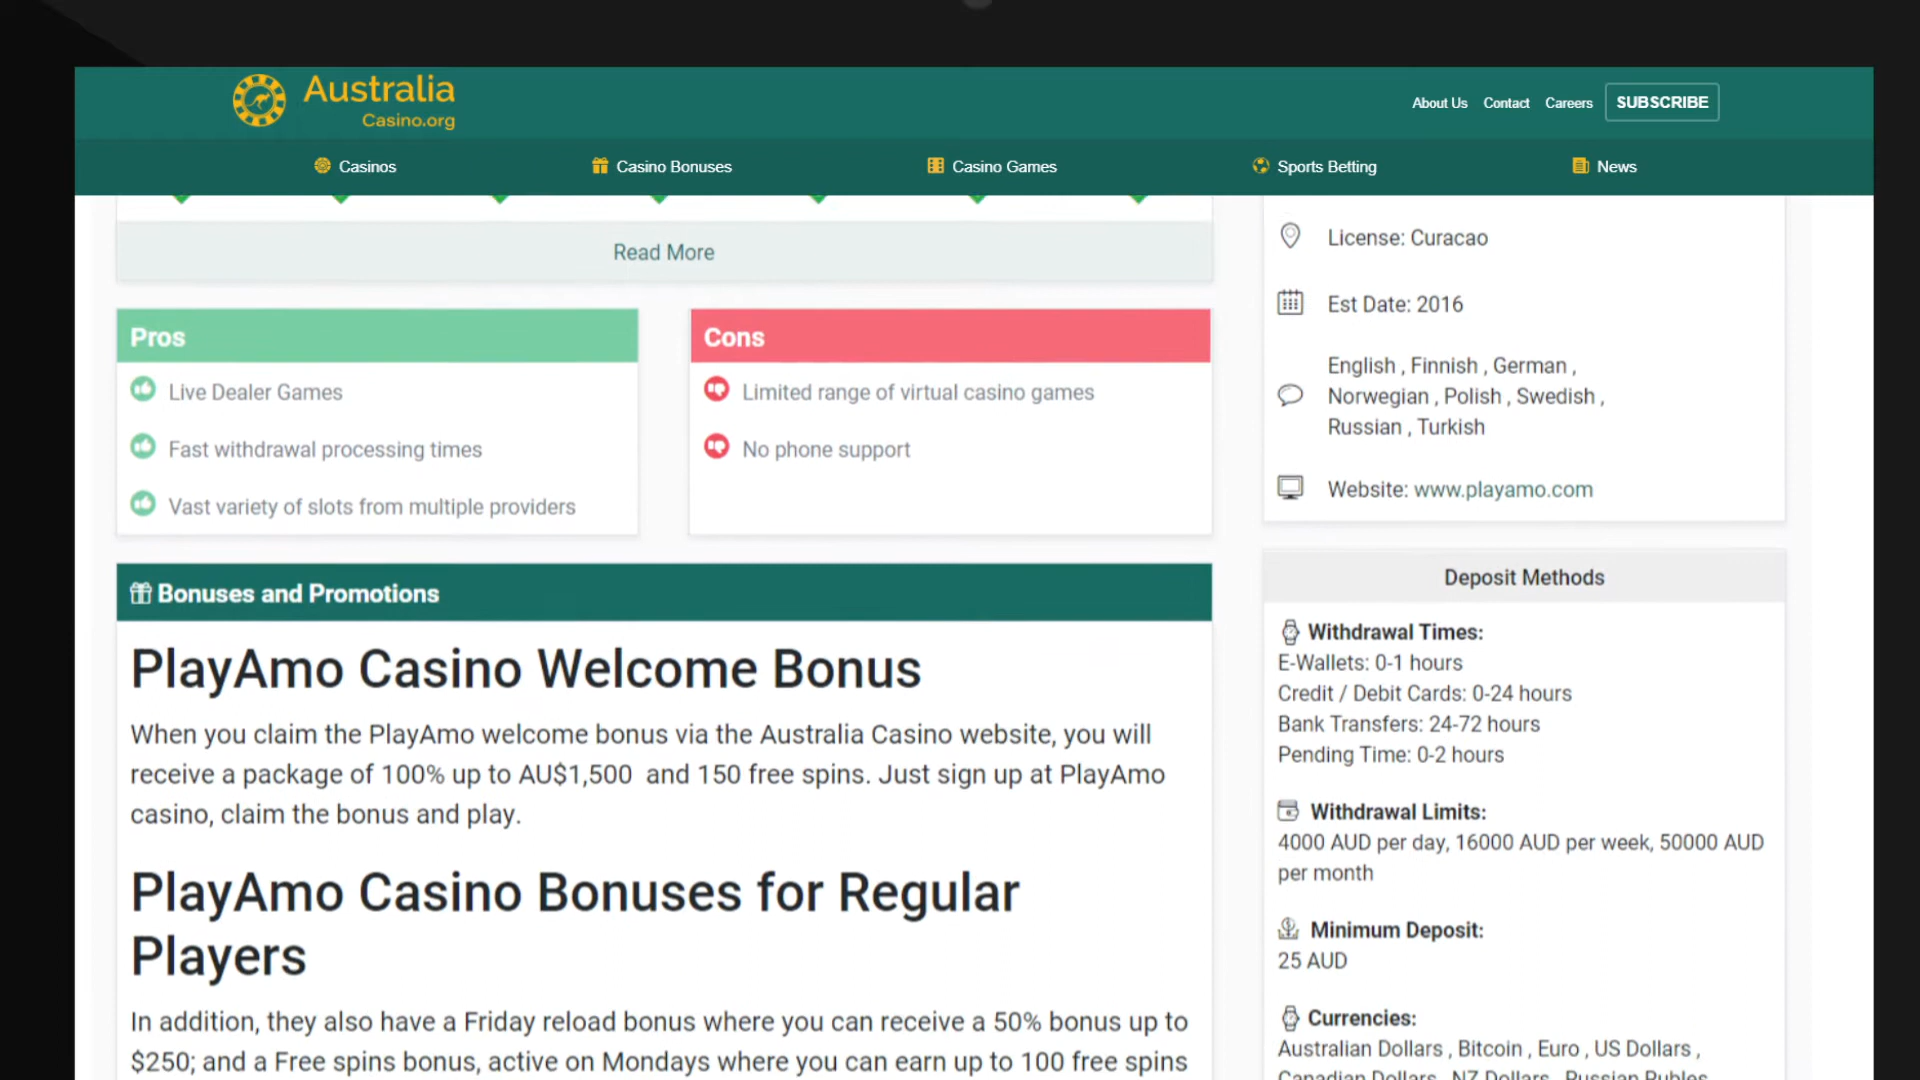 Australia
Casino.org
About Us
Contact
Careers
SUBSCRIBE
Casinos
Casino Bonuses
Casino Games
Sports Betting
News
Read More
Pros
Live Dealer Games
Fast withdrawal processing times
Vast variety of slots from multiple providers
Cons
Limited range of virtual casino games
No phone support
Bonuses and Promotions
PlayAmo Casino Welcome Bonus
When you claim the PlayAmo welcome bonus via the Australia Casino website, you will
receive a package of 100% up to AU$1,500 and 150 free spins. Just sign up at PlayAmo
casino, claim the bonus and play.
PlayAmo Casino Bonuses for Regular
Players
In addition, they also have a Friday reload bonus where you can receive a 50% bonus up to
$250; and a Free spins bonus, active on Mondays where you can earn up to 100 free spins
License: Curacao
Est Date: 2016
English , Finnish , German ,
Norwegian , Polish , Swedish ,
Russian , Turkish
Website: www.playamo.com
Deposit Methods
Withdrawal Times:
E-Wallets: 0-1 hours
Credit / Debit Cards: 0-24 hours
Bank Transfers: 24-72 hours
Pending Time: 0-2 hours
Withdrawal Limits:
4000 AUD per day, 16000 AUD per week, 50000 AUD
per month
Minimum Deposit:
25 AUD
Currencies:
Australian Dollars , Bitcoin , Euro , US Dollars ,
Canadian Dollars , NZ Dollars , Russian Rubles